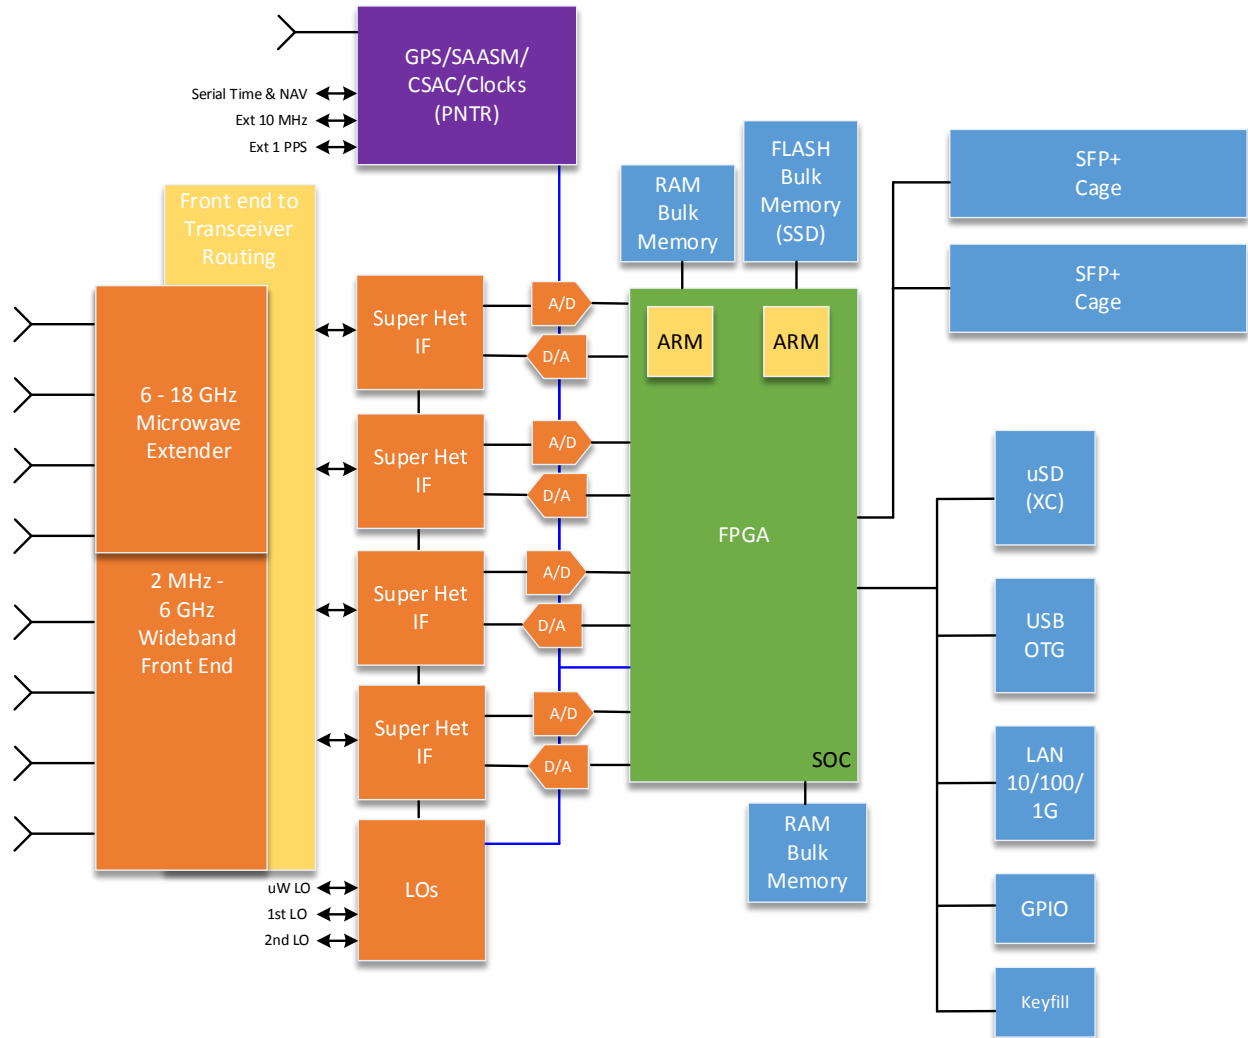 GPS/SAASM/
CSAC/Clocks
(PNTR)
Serial Time & NAV
Ext 10 MHz
Ext 1 PPS
Front end to
Transceiver
Routing
6 - 18 GHz
Microwave
Extender
2 MHz -
6 GHz
Wideband
Front End
Super Het
IF
Super Het
IF
Super Het
IF
Super Het
IF
LOs
uW LO
1st LO
2nd LO
A/D
D/A
A/D
D/A
A/D
D/A
A/D
D/A
RAM
Bulk
Memory
FLASH
Bulk
Memory
(SSD)
ARM
ARM
FPGA
SOC
RAM
Bulk
Memory
SFP+
Cage
SFP+
Cage
uSD
(XC)
USB
OTG
LAN
10/100/
1G
GPIO
Keyfill